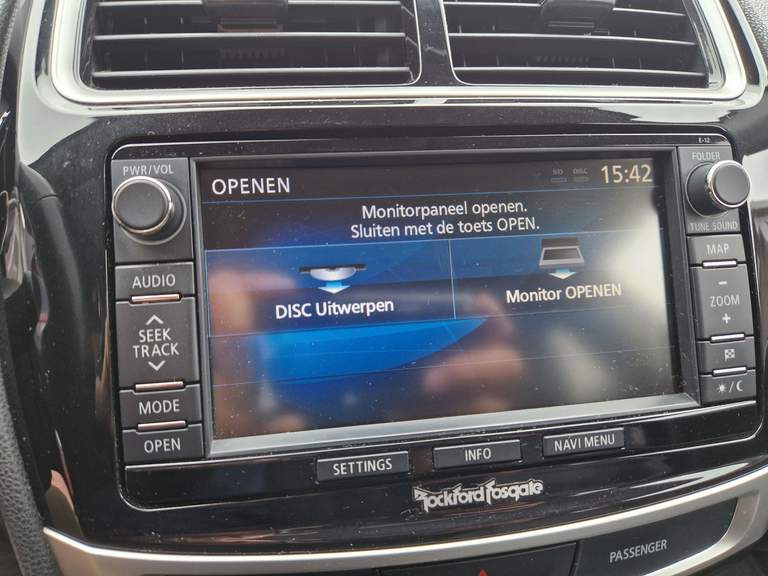 E-12
PWR/VOL
FOLDER
OPENEN
SD DISC 15:42
Monitorpaneel openen.
Sluiten met de toets OPEN.
TUNE SOUND
AUDIO
MAP
DISC Uitwerpen
Monitor OPENEN
SEEK
TRACK
−
ZOOM
+
MODE
OPEN
SETTINGS
INFO
NAVI MENU
Rockford Fosgate
PASSENGER